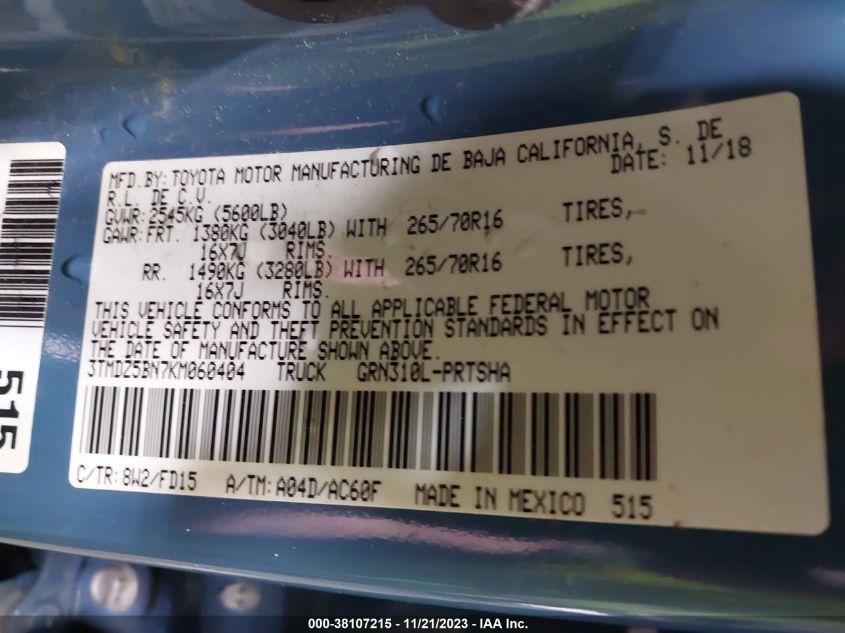 MFD. BY: TOYOTA MOTOR MANUFACTURING DE BAJA CALIFORNIA, S. DE
R.L. DE C.V. DATE: 11/18
GVWR: 2545KG (5600LB)
GAWR: FRT. 1380KG (3040LB) WITH 265/70R16 TIRES,
16X7J RIMS.
RR. 1490KG (3280LB) WITH 265/70R16 TIRES,
16X7J RIMS.
THIS VEHICLE CONFORMS TO ALL APPLICABLE FEDERAL MOTOR
VEHICLE SAFETY AND THEFT PREVENTION STANDARDS IN EFFECT ON
THE DATE OF MANUFACTURE SHOWN ABOVE.
3TMDZ5BN7KM060404 TRUCK GRN310L-PRTSHA
C/TR: 8W2/FD15 A/TM: A04D/AC60F MADE IN MEXICO 515
515
000-38107215 - 11/21/2023 - IAAI.com